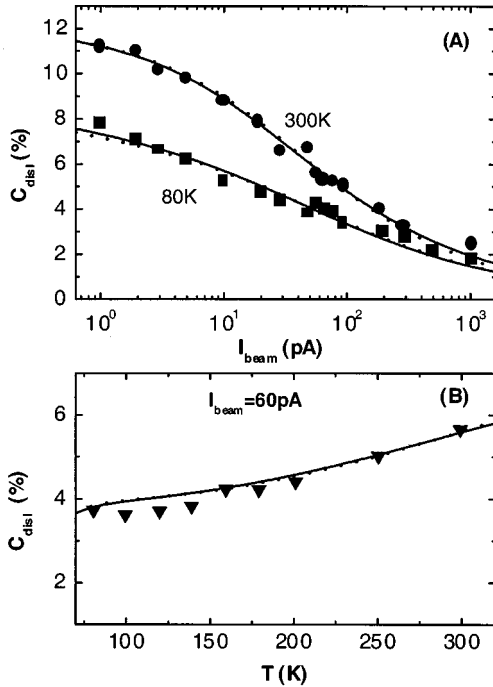 (A)
12
10
8
6
4
2
0
C_disl (%)
300K
80K
10^0 10^1 10^2 10^3
I_beam (pA)
(B)
I_beam=60pA
6
4
2
C_disl (%)
100 150 200 250 300
T (K)